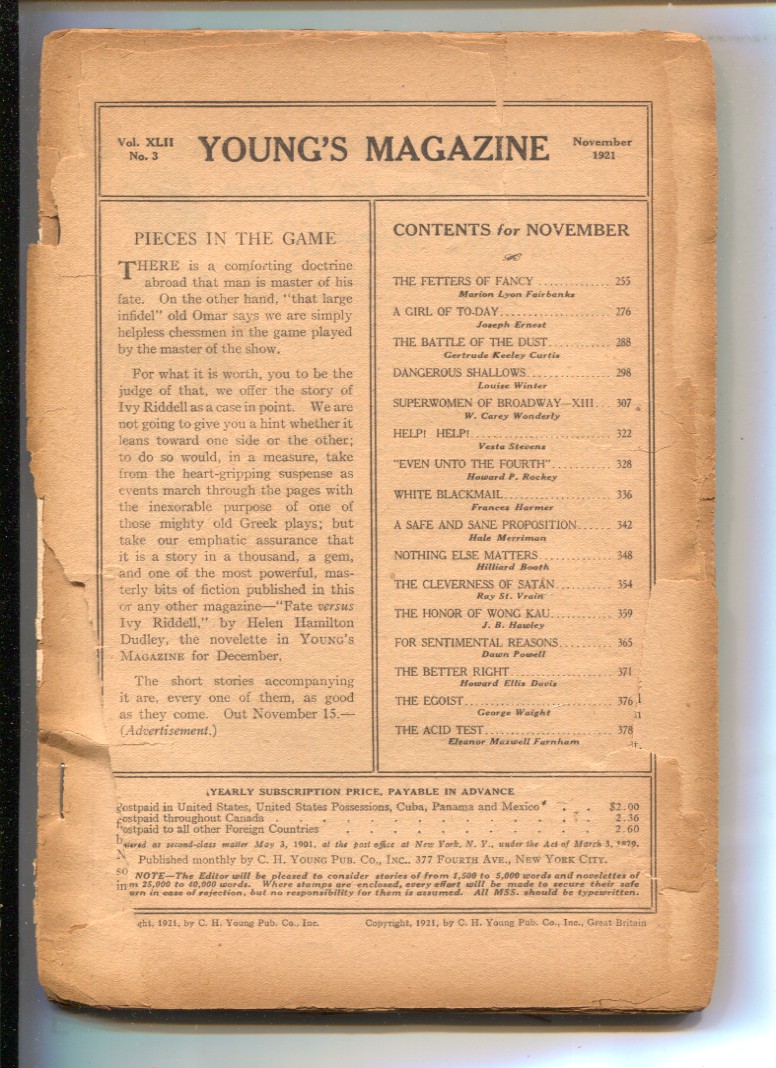 Vol. XLII
No. 3
YOUNG'S MAGAZINE
November
1921
PIECES IN THE GAME
THERE is a comforting doctrine
abroad that man is master of his
fate. On the other hand, "that large
infidel" old Omar says we are simply
helpless chessmen in the game played
by the master of the show.
For what it is worth, you to be the
judge of that, we offer the story of
Ivy Riddell as a case in point. We are
not going to give you a hint whether it
leans toward one side or the other;
to do so would, in a measure, take
from the heart-gripping suspense as
events march through the pages with
the inexorable purpose of one of
those mighty old Greek plays; but
take our emphatic assurance that
it is a story in a thousand, a gem,
and one of the most powerful, mas-
terly bits of fiction published in this
or any other magazine—"Fate versus
Ivy Riddell," by Helen Hamilton
Dudley, the novelette in YOUNG'S
MAGAZINE for December.
The short stories accompanying
it are, every one of them, as good
as they come. Out November 15.—
(Advertisement.)
CONTENTS for NOVEMBER
THE FETTERS OF FANCY ............. 255
Marion Lyon Fairbanks
A GIRL OF TO-DAY.................... 276
Joseph Ernest
THE BATTLE OF THE DUST............ 288
Gertrude Keeley Curtis
DANGEROUS SHALLOWS................ 298
Louise Winter
SUPERWOMEN OF BROADWAY—XIII... 307
W. Carey Wonderly
HELP! HELP!......................... 322
Vesta Stevens
"EVEN UNTO THE FOURTH"........... 328
Howard P. Rockey
WHITE BLACKMAIL.................... 336
Frances Harmer
A SAFE AND SANE PROPOSITION...... 342
Hale Merriman
NOTHING ELSE MATTERS.............. 348
Hilliard Booth
THE CLEVERNESS OF SATAN........... 354
Ray St. Vrain
THE HONOR OF WONG KAU............ 359
J. B. Hawley
FOR SENTIMENTAL REASONS.......... 365
Dawn Powell
THE BETTER RIGHT................... 371
Howard Ellis Davis
THE EGOIST.......................... 376
George Waight
THE ACID TEST....................... 378
Eleanor Maxwell Farnham
YEARLY SUBSCRIPTION PRICE, PAYABLE IN ADVANCE
ostpaid in United States, United States Possessions, Cuba, Panama and Mexico . . $2.00
ostpaid throughout Canada . . . . . . . . . . 2.36
ostpaid to all other Foreign Countries . . . . . . . . 2.60
ered as second-class matter May 3, 1901, at the post office at New York, N. Y., under the Act of March 3, 1879.
Published monthly by C. H. YOUNG PUB. CO., INC. 377 FOURTH AVE., NEW YORK CITY.
NOTE—The Editor will be pleased to consider stories of from 1,500 to 5,000 words and novelettes of
m 25,000 to 40,000 words. Where stamps are enclosed, every effort will be made to secure their safe
urn in case of rejection, but no responsibility for them is assumed. All MSS. should be typewritten.
ght, 1921, by C. H. Young Pub. Co., Inc.
Copyright, 1921, by C. H. Young Pub. Co., Inc., Great Britain